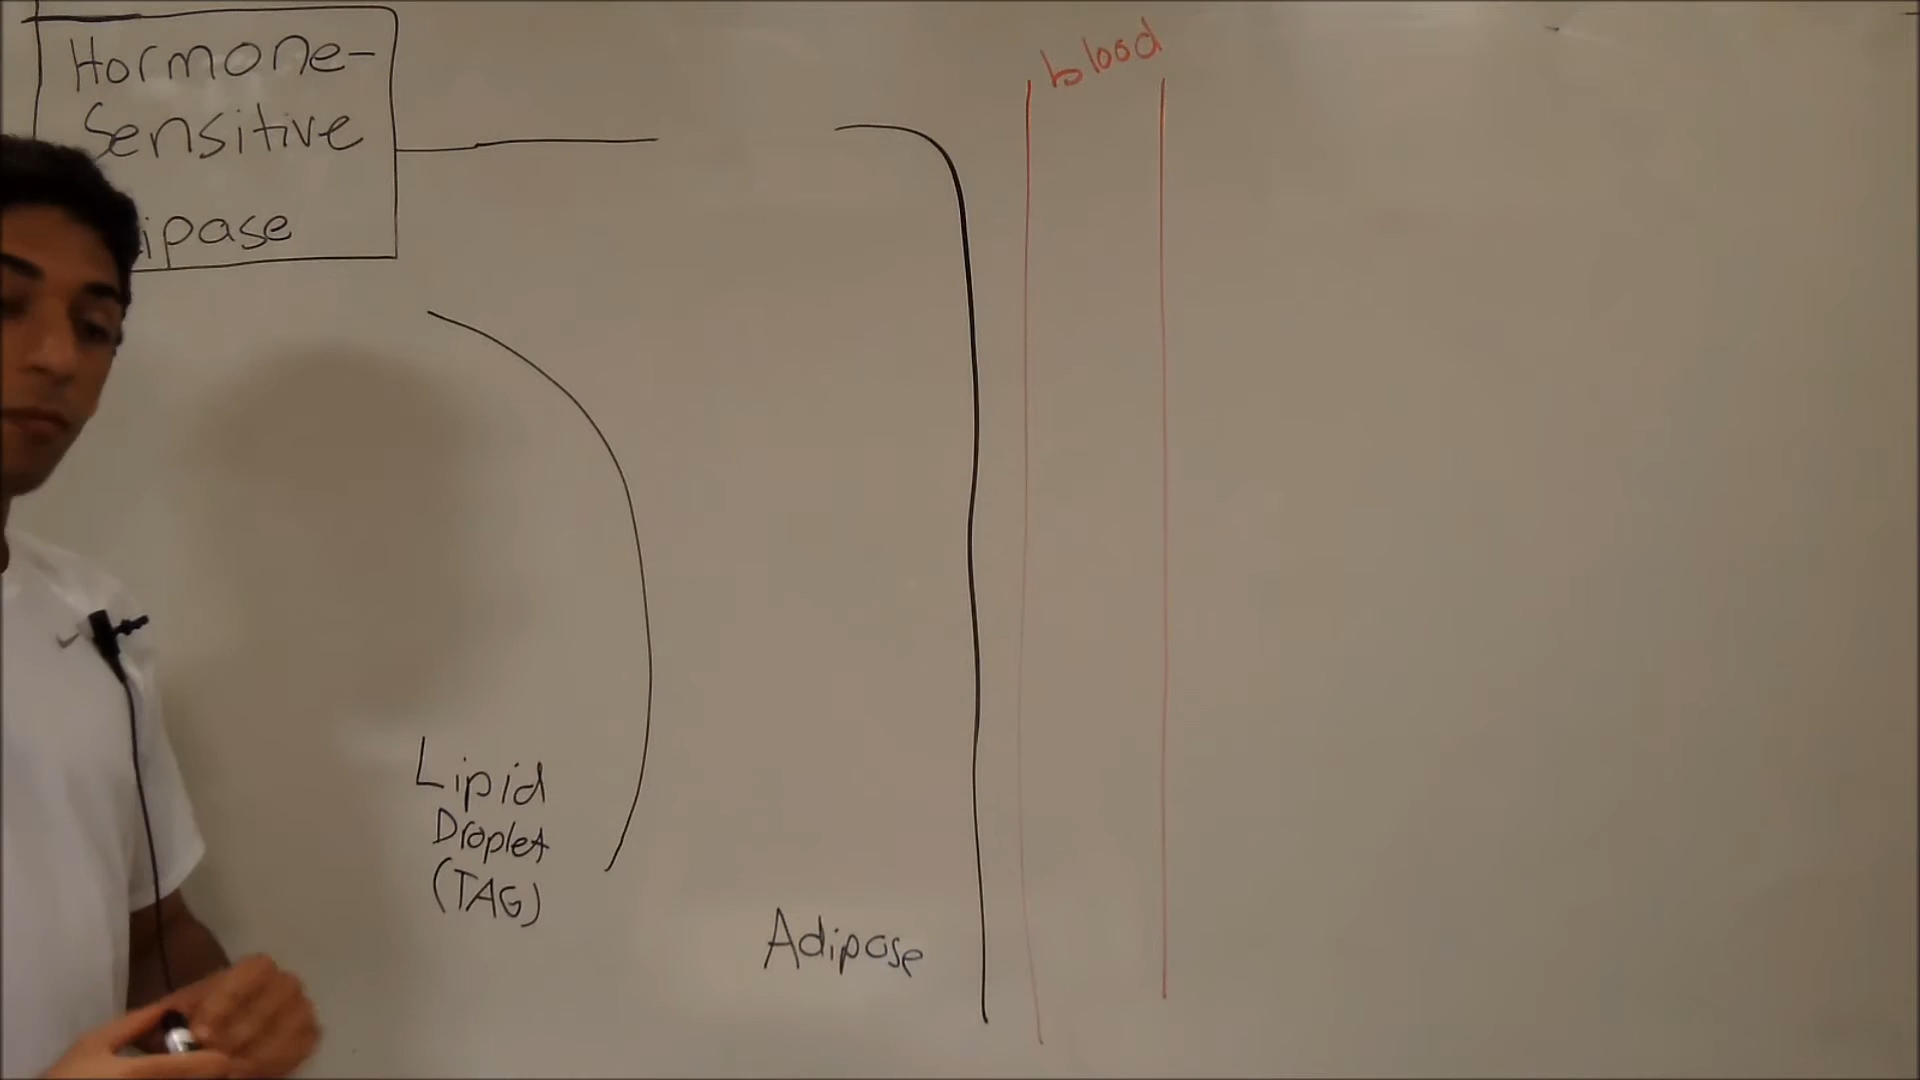 Hormone-
Sensitive
ipase
blood
Lipid
Droplet
(TAG)
Adipose